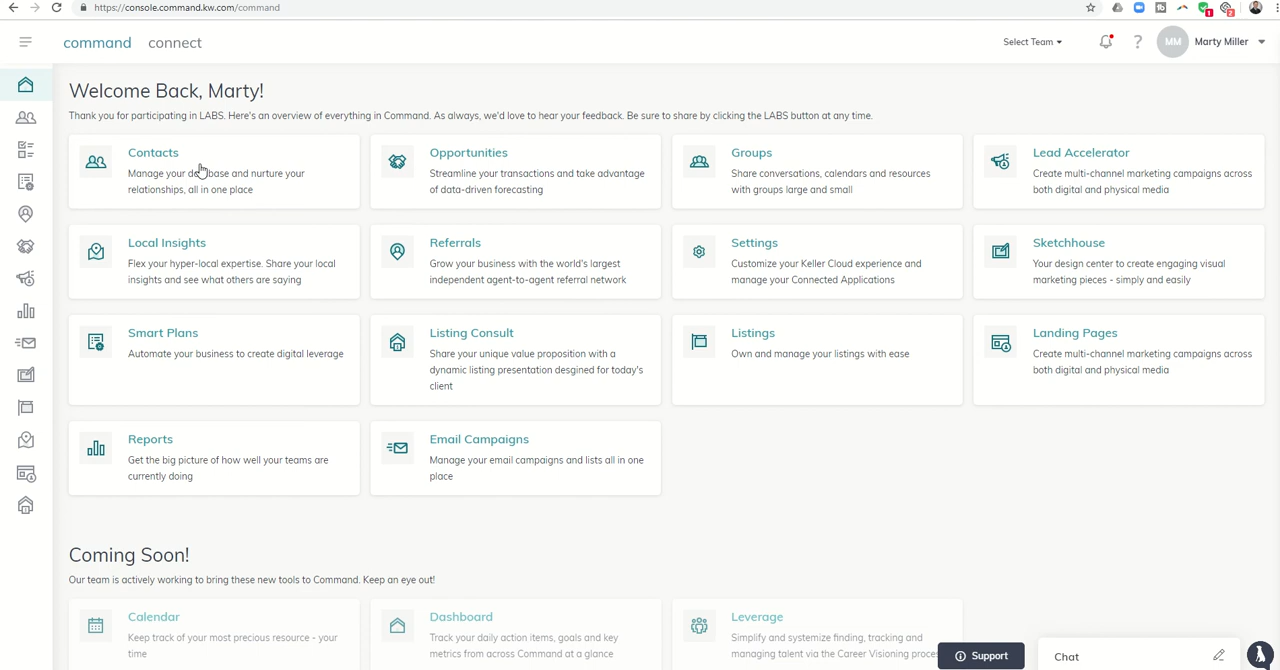 https://console.command.kw.com/command
1
2
command connect
Select Team
?
MM
Marty Miller
Welcome Back, Marty!
Thank you for participating in LABS. Here's an overview of everything in Command. As always, we'd love to hear your feedback. Be sure to share by clicking the LABS button at any time.
Contacts
Manage your database and nurture your
relationships, all in one place
Opportunities
Streamline your transactions and take advantage
of data-driven forecasting
Groups
Share conversations, calendars and resources
with groups large and small
Lead Accelerator
Create multi-channel marketing campaigns across
both digital and physical media
Local Insights
Flex your hyper-local expertise. Share your local
insights and see what others are saying
Referrals
Grow your business with the world's largest
independent agent-to-agent referral network
Settings
Customize your Keller Cloud experience and
manage your Connected Applications
Sketchhouse
Your design center to create engaging visual
marketing pieces - simply and easily
Smart Plans
Automate your business to create digital leverage
Listing Consult
Share your unique value proposition with a
dynamic listing presentation desgined for today's
client
Listings
Own and manage your listings with ease
Landing Pages
Create multi-channel marketing campaigns across
both digital and physical media
Reports
Get the big picture of how well your teams are
currently doing
Email Campaigns
Manage your email campaigns and lists all in one
place
Coming Soon!
Our team is actively working to bring these new tools to Command. Keep an eye out!
Calendar
Keep track of your most precious resource - your
time
Dashboard
Track your daily action items, goals and key
metrics from across Command at a glance
Leverage
Simplify and systemize finding, tracking and
managing talent via the Career Visioning
Support
Chat